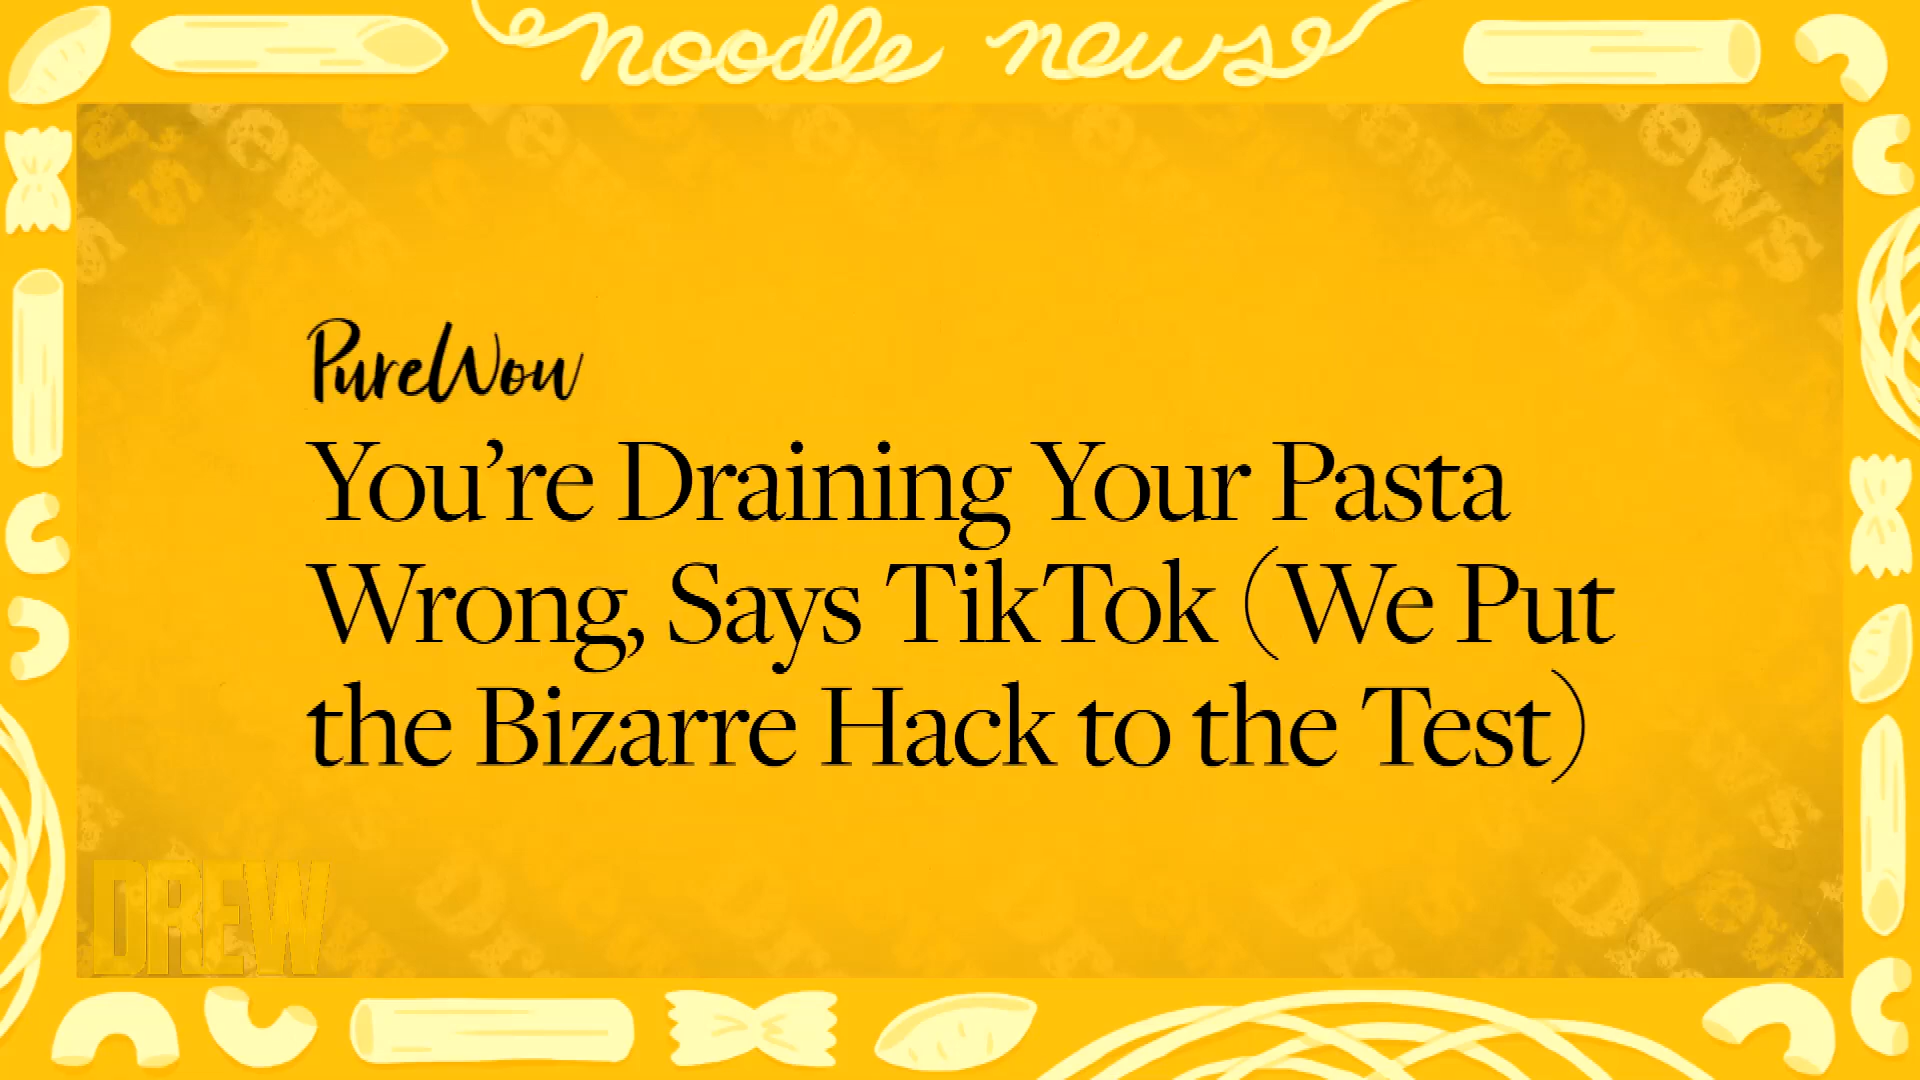 noodle news
PureWow
You're Draining Your Pasta
Wrong, Says TikTok (We Put
the Bizarre Hack to the Test)
DREW